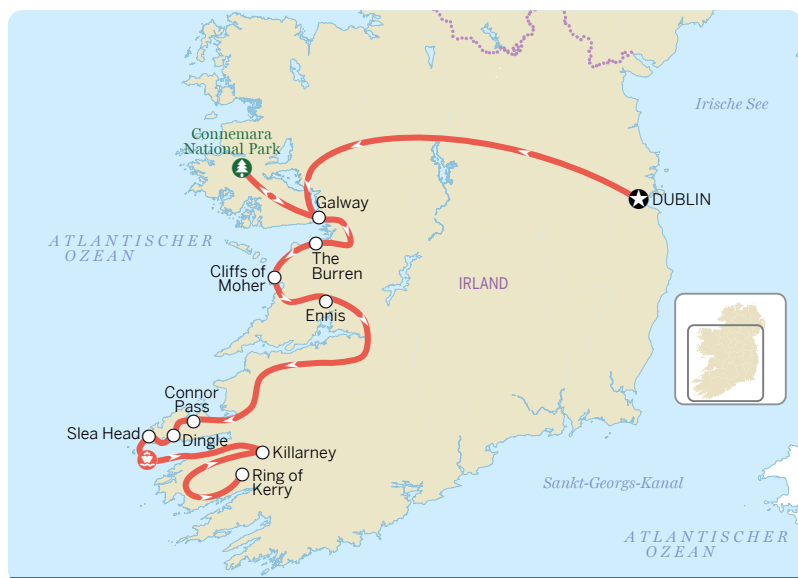 Irische See
Connemara
National Park
DUBLIN
Galway
ATLANTISCHER
OZEAN
The
Burren
Cliffs of
Moher
IRLAND
Ennis
Connor
Pass
Slea Head
Dingle
Killarney
Ring of
Kerry
Sankt-Georgs-Kanal
ATLANTISCHER
OZEAN